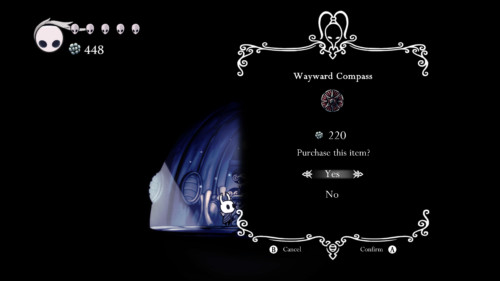 448
Wayward Compass
220
Purchase this item?
Yes
No
B Cancel
Confirm A